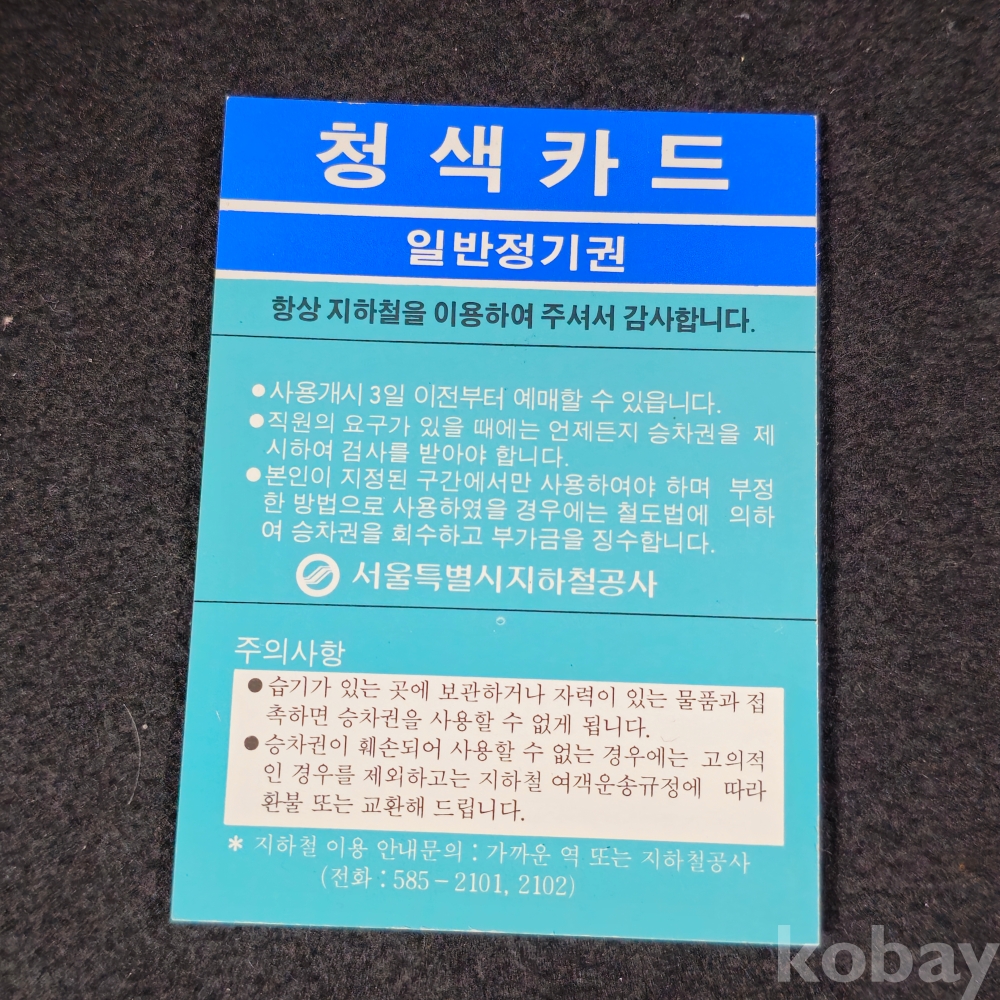 청색카드
일반정기권
항상 지하철을 이용하여 주셔서 감사합니다.
●사용개시 3일 이전부터 예매할 수 있읍니다.
●직원의 요구가 있을 때에는 언제든지 승차권을 제
시하여 검사를 받아야 합니다.
●본인이 지정된 구간에서만 사용하여야 하며 부정
한 방법으로 사용하였을 경우에는 철도법에 의하
여 승차권을 회수하고 부가금을 징수합니다.
서울특별시지하철공사
주의사항
●습기가 있는 곳에 보관하거나 자력이 있는 물품과 접
촉하면 승차권을 사용할 수 없게 됩니다.
●승차권이 훼손되어 사용할 수 없는 경우에는 고의적
인 경우를 제외하고는 지하철 여객운송규정에 따라
환불 또는 교환해 드립니다.
* 지하철 이용 안내문의 : 가까운 역 또는 지하철공사
(전화 : 585-2101, 2102)
kobay